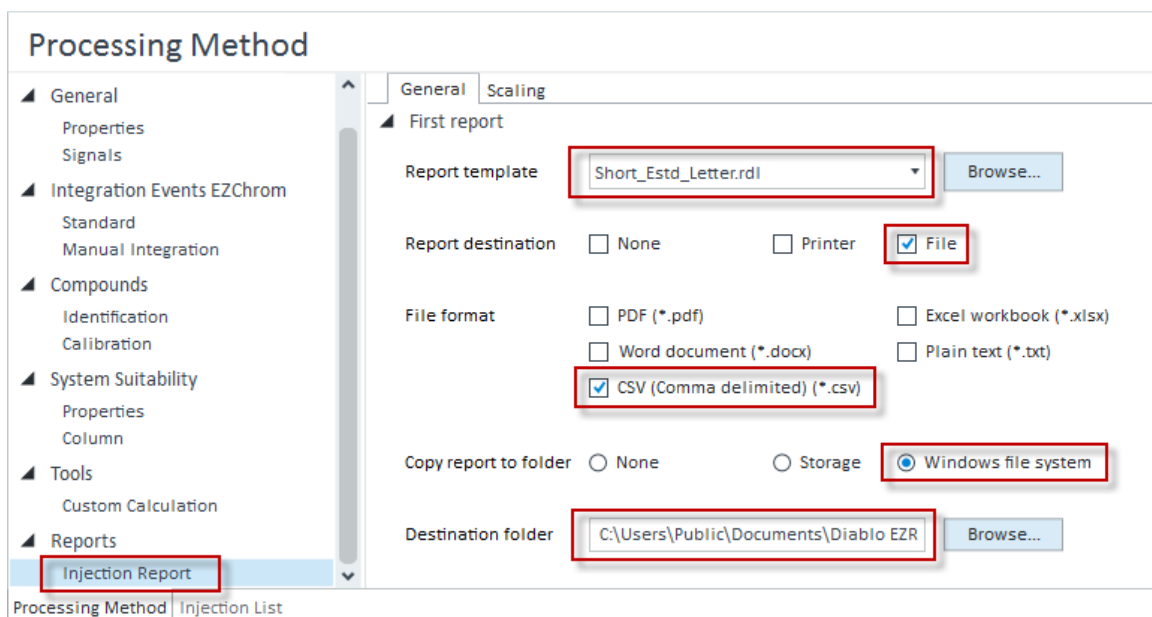 Processing Method
General
Properties
Signals
Integration Events EZChrom
Standard
Manual Integration
Compounds
Identification
Calibration
System Suitability
Properties
Column
Tools
Custom Calculation
Reports
Injection Report
Processing Method Injection List
General Scaling
First report
Report template Short_Estd_Letter.rdl Browse...
Report destination None Printer File
File format PDF (*.pdf) Excel workbook (*.xlsx)
Word document (*.docx) Plain text (*.txt)
CSV (Comma delimited) (*.csv)
Copy report to folder None Storage Windows file system
Destination folder C:\Users\Public\Documents\Diablo EZR Browse...